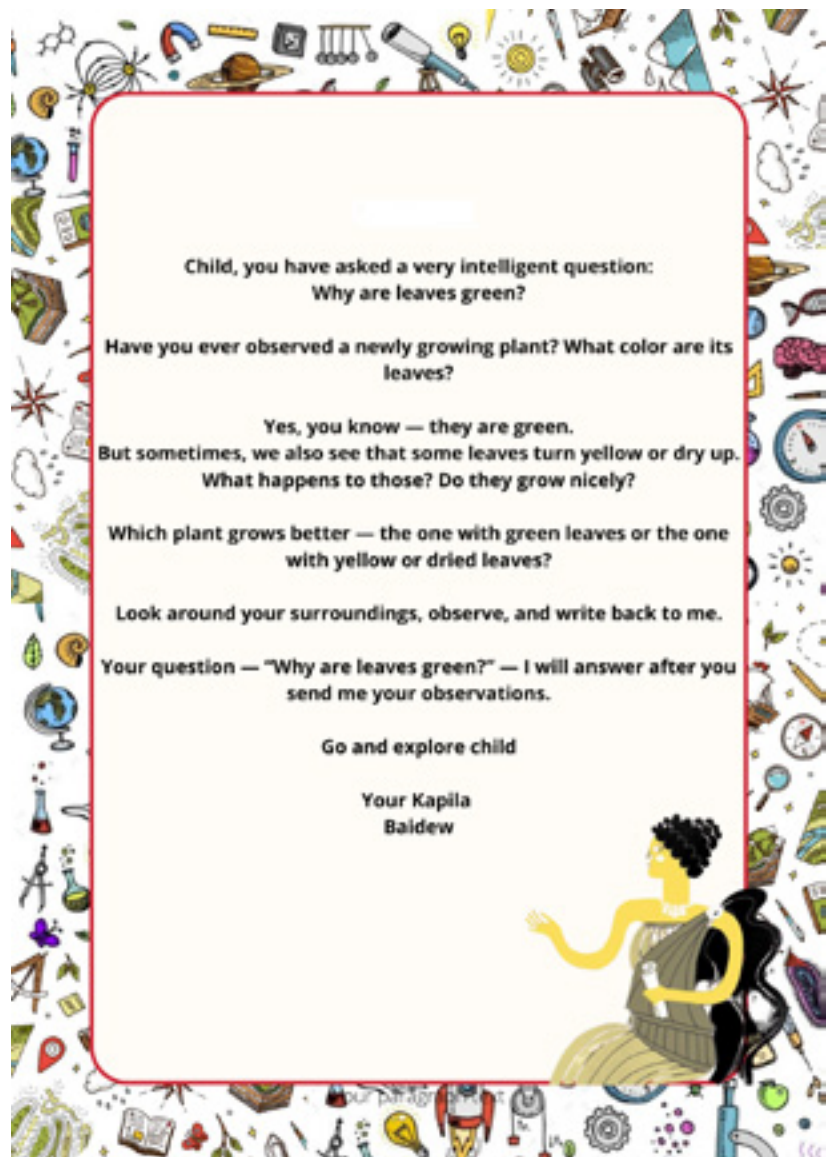 Child, you have asked a very intelligent question:
Why are leaves green?
Have you ever observed a newly growing plant? What color are its
leaves?
Yes, you know — they are green.
But sometimes, we also see that some leaves turn yellow or dry up.
What happens to those? Do they grow nicely?
Which plant grows better — the one with green leaves or the one
with yellow or dried leaves?
Look around your surroundings, observe, and write back to me.
Your question — “Why are leaves green?” — I will answer after you
send me your observations.
Go and explore child
Your Kapila
Baidew
your paragraph text